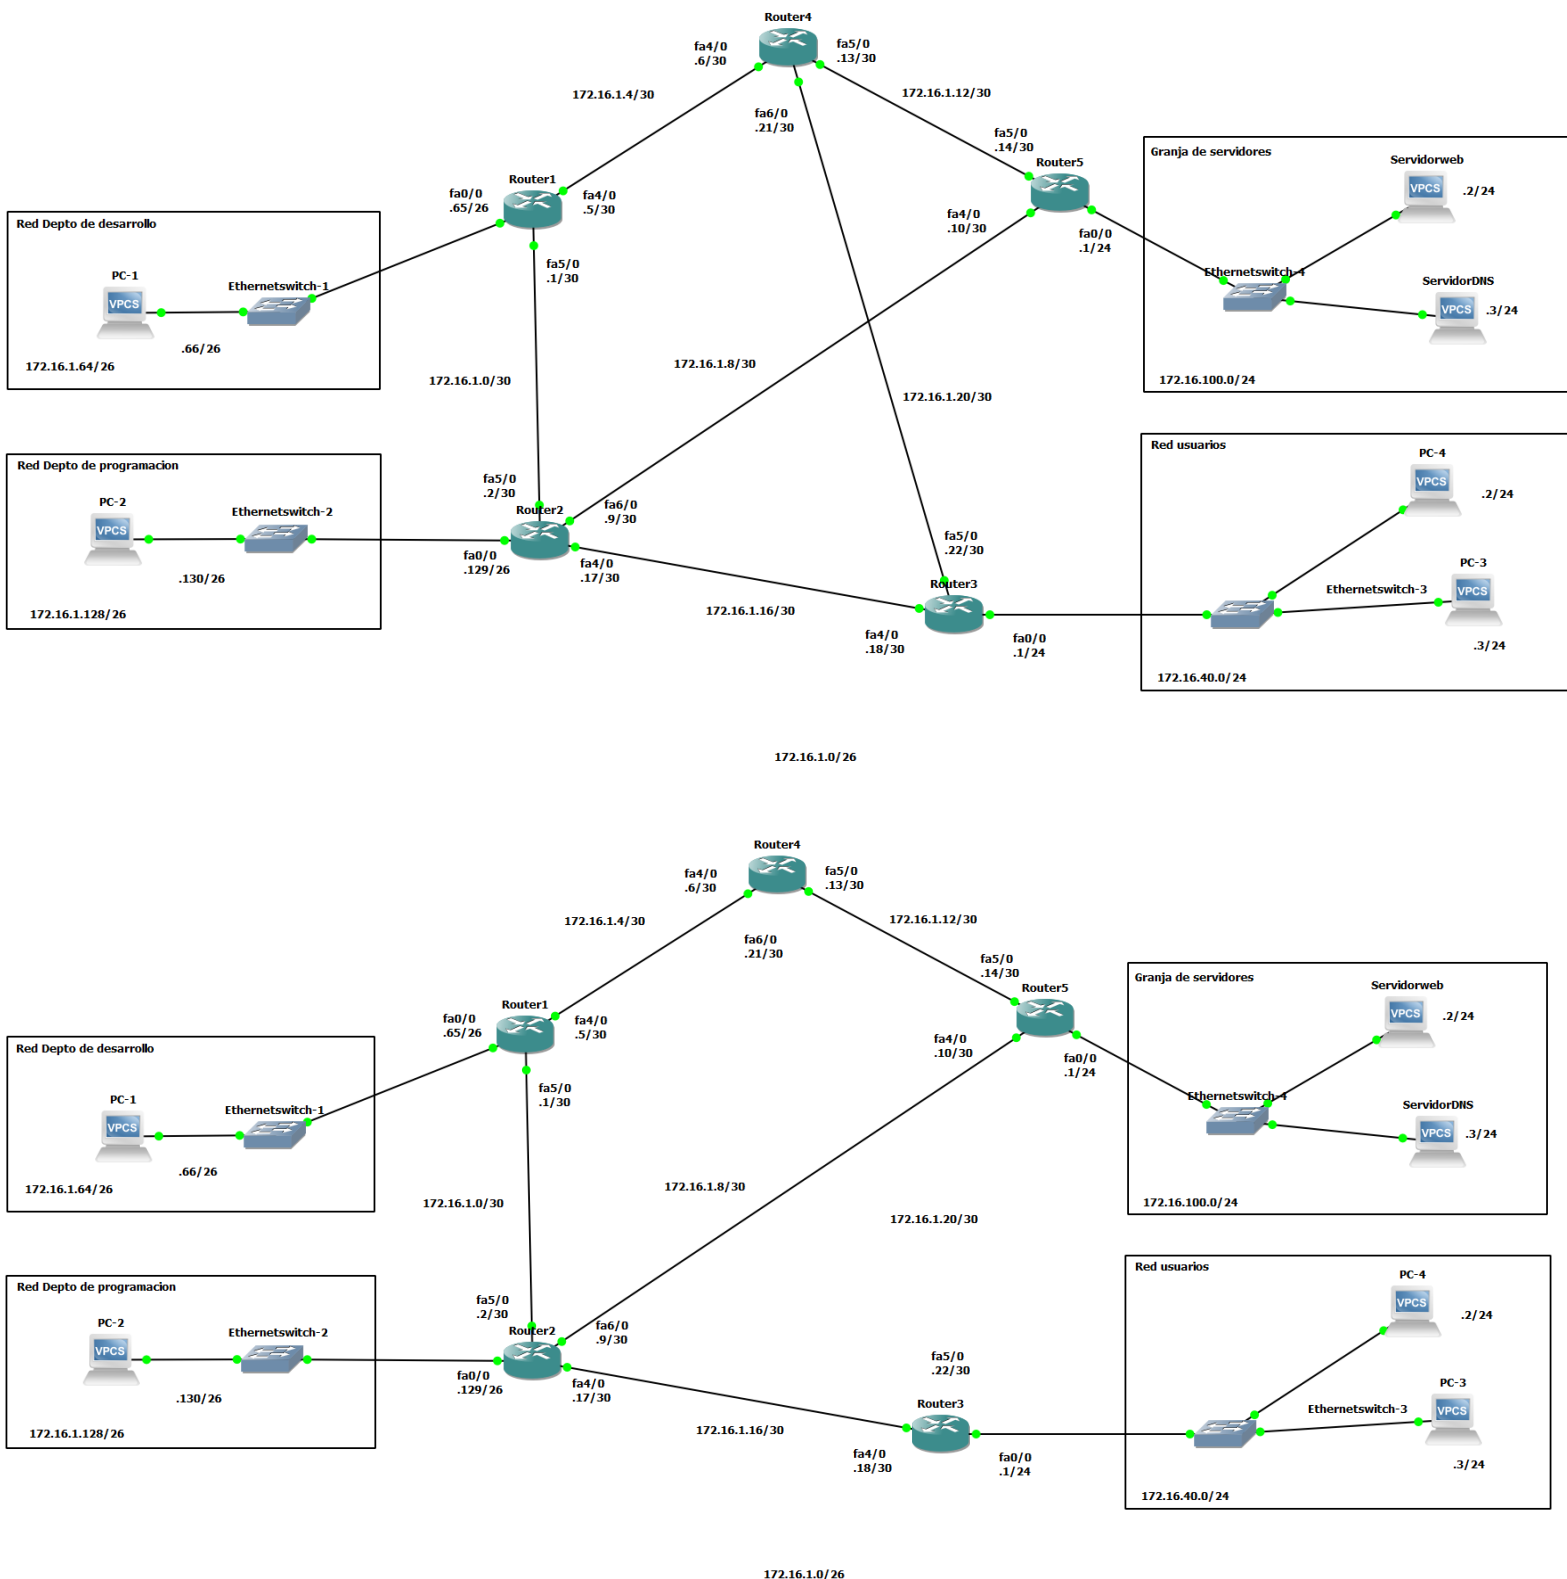 Router4
fa4/0
.6/30
fa5/0
.13/30
172.16.1.4/30
172.16.1.12/30
fa6/0
.21/30
fa5/0
.14/30
Router5
Granja de servidores
Servidorweb
VPCS
.2/24
Router1
fa0/0
.65/26
fa4/0
.5/30
fa4/0
.10/30
fa0/0
.1/24
Red Depto de desarrollo
PC-1
VPCS
Ethernetswitch-1
.66/26
172.16.1.64/26
fa5/0
.1/30
Ethernetswitch-4
ServidorDNS
VPCS
.3/24
172.16.100.0/24
172.16.1.0/30
172.16.1.8/30
172.16.1.20/30
Red usuarios
PC-4
VPCS
.2/24
Red Depto de programacion
PC-2
VPCS
Ethernetswitch-2
.130/26
172.16.1.128/26
fa5/0
.2/30
Router2
fa6/0
.9/30
fa0/0
.129/26
fa4/0
.17/30
172.16.1.16/30
fa5/0
.22/30
Router3
fa4/0
.18/30
fa0/0
.1/24
Ethernetswitch-3
PC-3
VPCS
.3/24
172.16.40.0/24
172.16.1.0/26
Router4
fa4/0
.6/30
fa5/0
.13/30
172.16.1.4/30
172.16.1.12/30
fa6/0
.21/30
fa5/0
.14/30
Router5
Granja de servidores
Servidorweb
VPCS
.2/24
Router1
fa0/0
.65/26
fa4/0
.5/30
fa4/0
.10/30
fa0/0
.1/24
Red Depto de desarrollo
PC-1
VPCS
Ethernetswitch-1
.66/26
172.16.1.64/26
fa5/0
.1/30
Ethernetswitch-4
ServidorDNS
VPCS
.3/24
172.16.100.0/24
172.16.1.0/30
172.16.1.8/30
172.16.1.20/30
Red usuarios
PC-4
VPCS
.2/24
Red Depto de programacion
PC-2
VPCS
Ethernetswitch-2
.130/26
172.16.1.128/26
fa5/0
.2/30
Router2
fa6/0
.9/30
fa0/0
.129/26
fa4/0
.17/30
172.16.1.16/30
fa5/0
.22/30
Router3
fa4/0
.18/30
fa0/0
.1/24
Ethernetswitch-3
PC-3
VPCS
.3/24
172.16.40.0/24
172.16.1.0/26